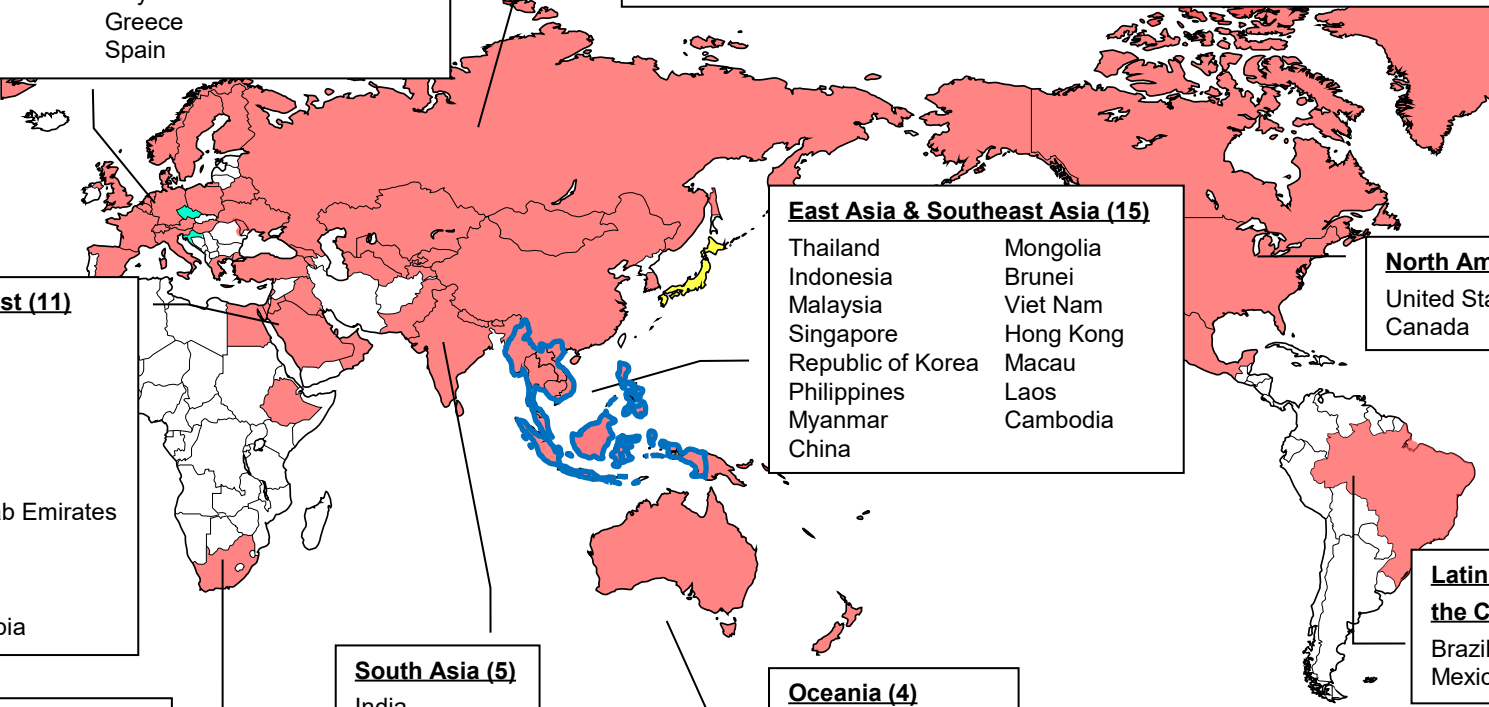 Greece
Spain
East Asia & Southeast Asia (15)
Thailand
Indonesia
Malaysia
Singapore
Republic of Korea
Philippines
Myanmar
China
Mongolia
Brunei
Viet Nam
Hong Kong
Macau
Laos
Cambodia
North Am
United Sta
Canada
st (11)
b Emirates
bia
South Asia (5)
India
Oceania (4)
Latin
the C
Brazil
Mexic